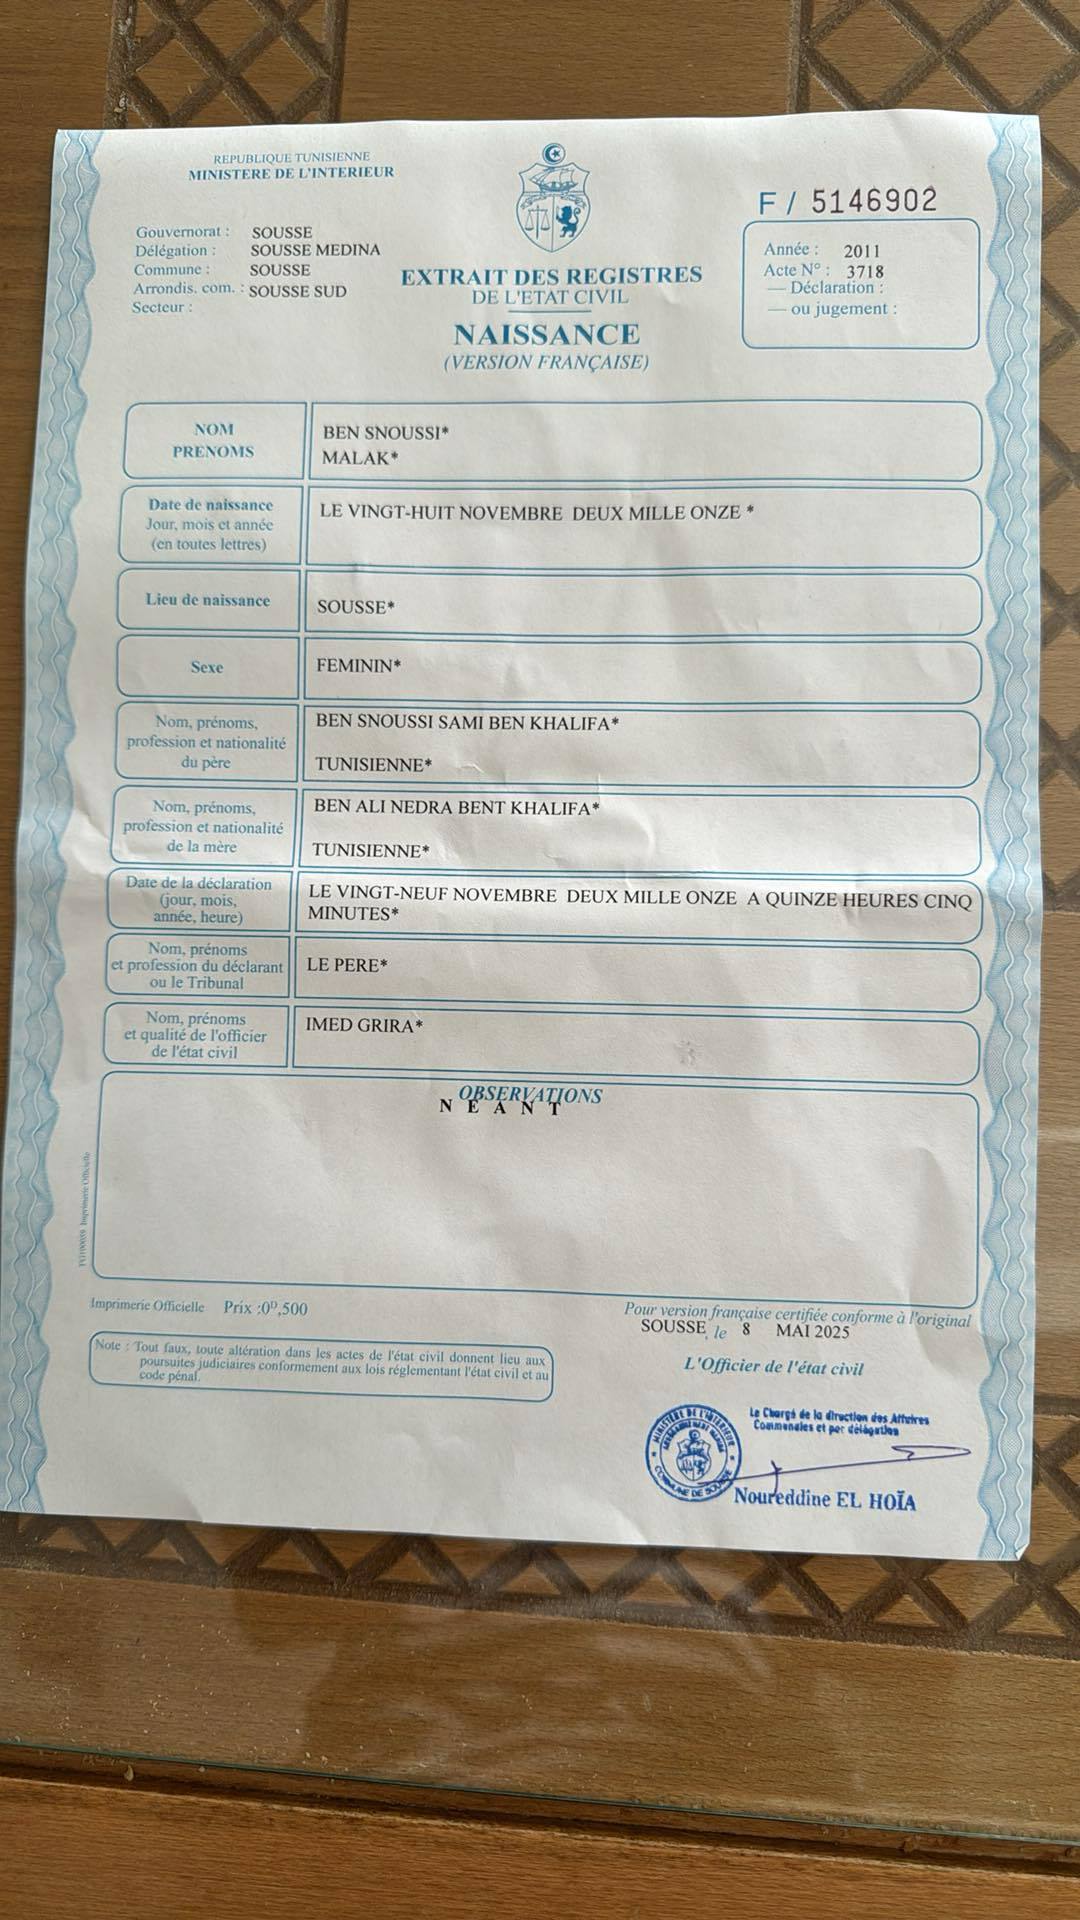 REPUBLIQUE TUNISIENNE
MINISTERE DE L'INTERIEUR
F / 5146902
Gouvernorat : SOUSSE
Délégation : SOUSSE MEDINA
Commune : SOUSSE
Arrondis. com. : SOUSSE SUD
Secteur :
EXTRAIT DES REGISTRES
DE L'ETAT CIVIL
NAISSANCE
(VERSION FRANÇAISE)
Année : 2011
Acte N° : 3718
— Déclaration :
— ou jugement :
NOM
PRENOMS
BEN SNOUSSI*
MALAK*
Date de naissance
Jour, mois et année
(en toutes lettres)
LE VINGT-HUIT NOVEMBRE DEUX MILLE ONZE *
Lieu de naissance
SOUSSE*
Sexe
FEMININ*
Nom, prénoms,
profession et nationalité
du père
BEN SNOUSSI SAMI BEN KHALIFA*
TUNISIENNE*
Nom, prénoms,
profession et nationalité
de la mère
BEN ALI NEDRA BENT KHALIFA*
TUNISIENNE*
Date de la déclaration
(jour, mois,
année, heure)
LE VINGT-NEUF NOVEMBRE DEUX MILLE ONZE A QUINZE HEURES CINQ
MINUTES*
Nom, prénoms
et profession du déclarant
ou le Tribunal
LE PERE*
Nom, prénoms
et qualité de l'officier
de l'état civil
IMED GRIRA*
OBSERVATIONS
N E A N T
Imprimerie Officielle
Imprimerie Officielle Prix :0ᴰ,500
Note : Tout faux, toute altération dans les actes de l'état civil donnent lieu aux
poursuites judiciaires conformement aux lois réglementant l'état civil et au
code pénal.
Pour version française certifiée conforme à l'original
SOUSSE, le 8 MAI 2025
L'Officier de l'état civil
MINISTERE DE L'INTERIEUR
COMMUNE DE SOUSSE
Le Chargé de la direction des Affaires
Communales et par délégation
Noureddine EL HOÏA